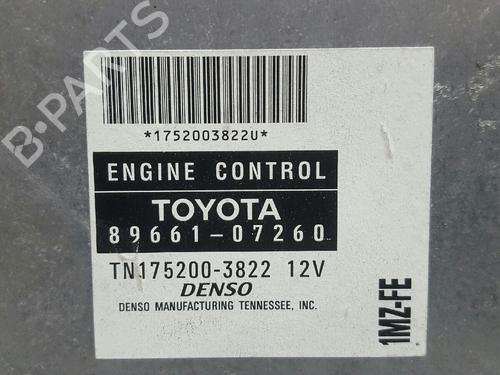 B-PARTS
*1752003822U*
ENGINE CONTROL
TOYOTA
89661-07260
TN175200-3822 12V
DENSO
DENSO MANUFACTURING TENNESSEE, INC.
1MZ-FE